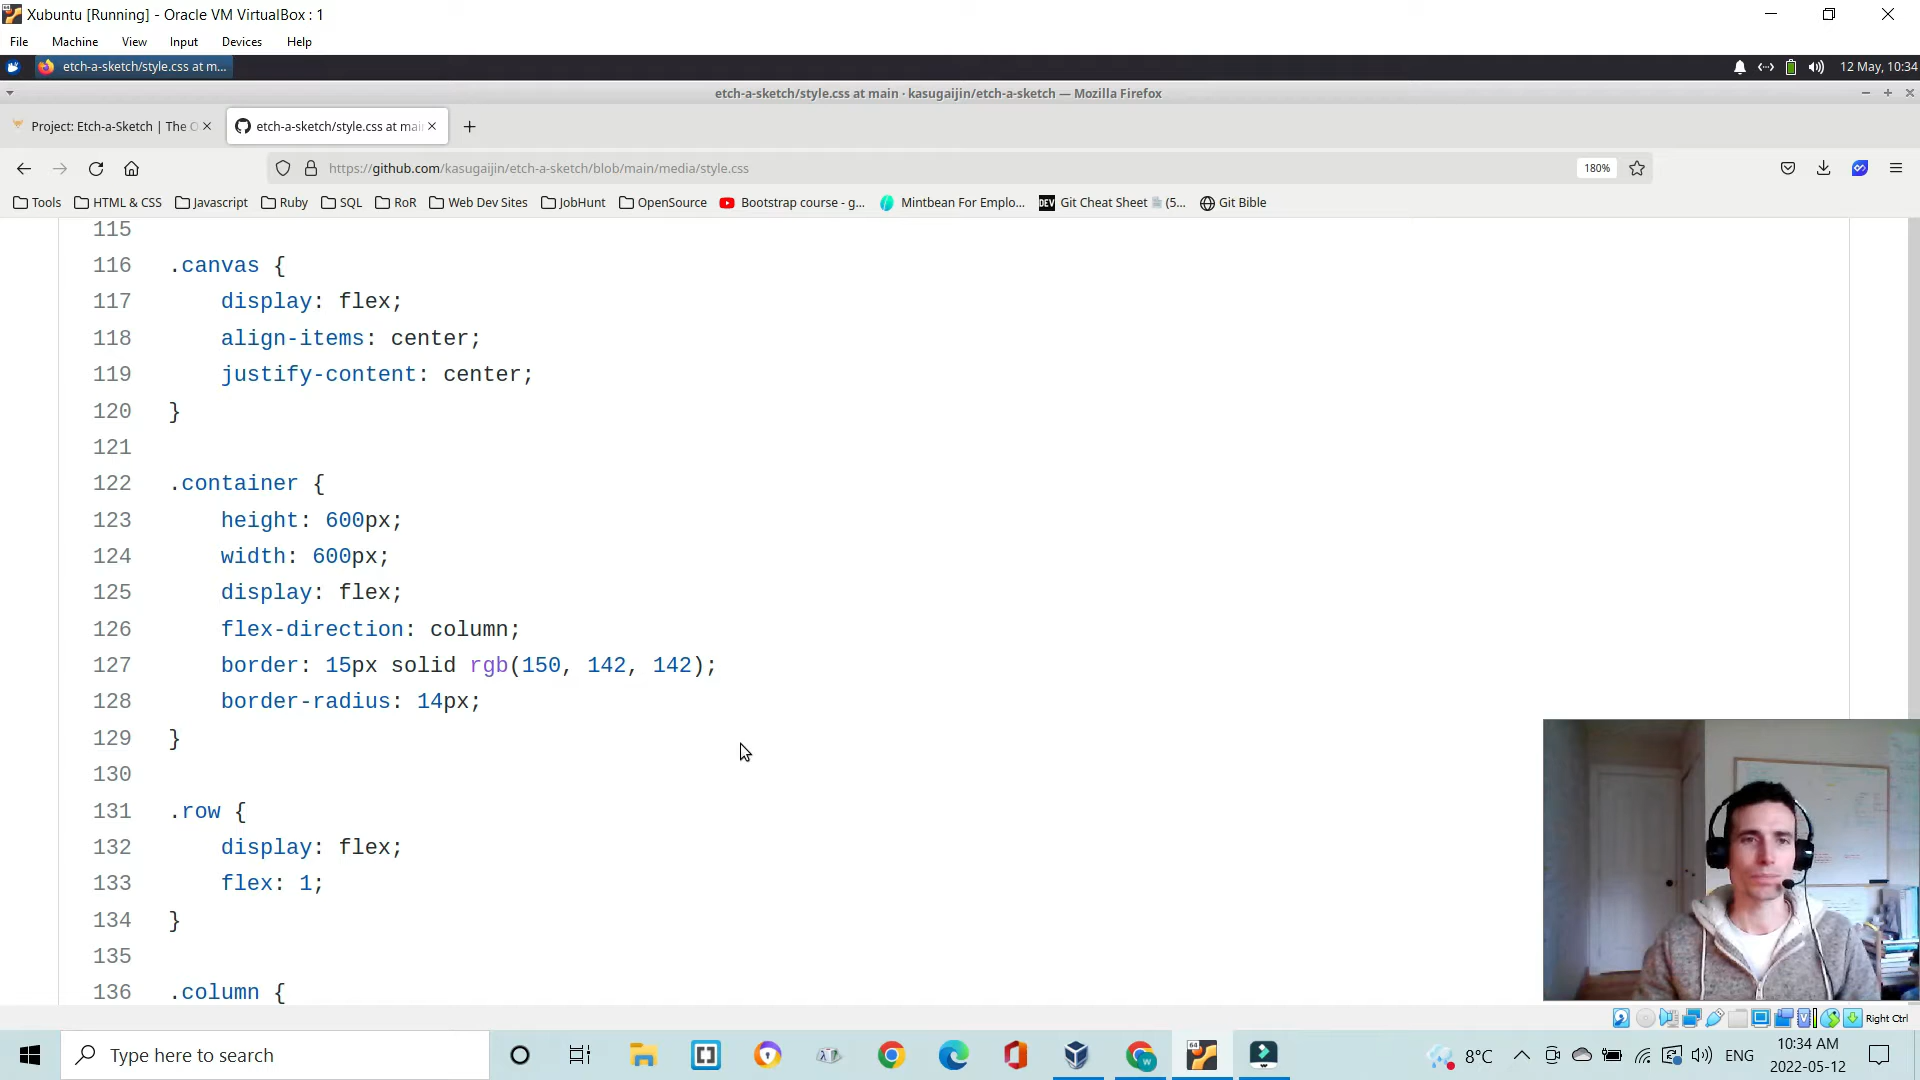 Xubuntu [Running] - Oracle VM VirtualBox : 1
File Machine View Input Devices Help
etch-a-sketch/style.css at m...
12 May, 10:34
etch-a-sketch/style.css at main · kasugaijin/etch-a-sketch — Mozilla Firefox
Project: Etch-a-Sketch | The O
etch-a-sketch/style.css at mai
https://github.com/kasugaijin/etch-a-sketch/blob/main/media/style.css
180%
Tools HTML & CSS Javascript Ruby SQL RoR Web Dev Sites JobHunt OpenSource Bootstrap course - g... Mintbean For Emplo... DEV Git Cheat Sheet (5... Git Bible
115
116 .canvas {
117 display: flex;
118 align-items: center;
119 justify-content: center;
120 }
121
122 .container {
123 height: 600px;
124 width: 600px;
125 display: flex;
126 flex-direction: column;
127 border: 15px solid rgb(150, 142, 142);
128 border-radius: 14px;
129 }
130
131 .row {
132 display: flex;
133 flex: 1;
134 }
135
136 .column {
Right Ctrl
Type here to search
64
8°C
ENG
10:34 AM
2022-05-12